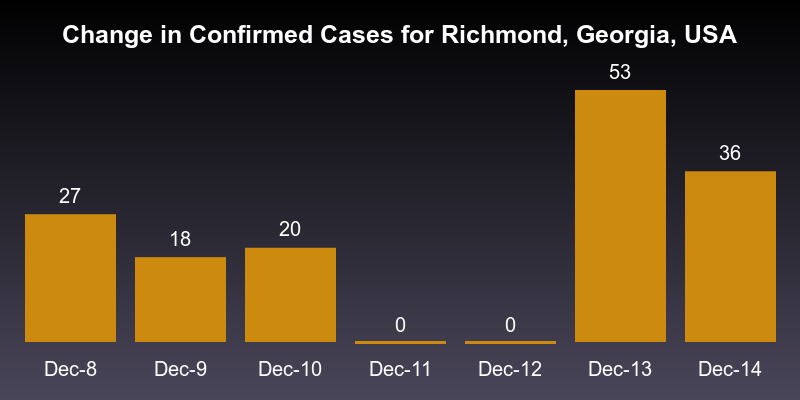 Change in Confirmed Cases for Richmond, Georgia, USA
27
18
20
0
0
53
36
Dec-8
Dec-9
Dec-10
Dec-11
Dec-12
Dec-13
Dec-14